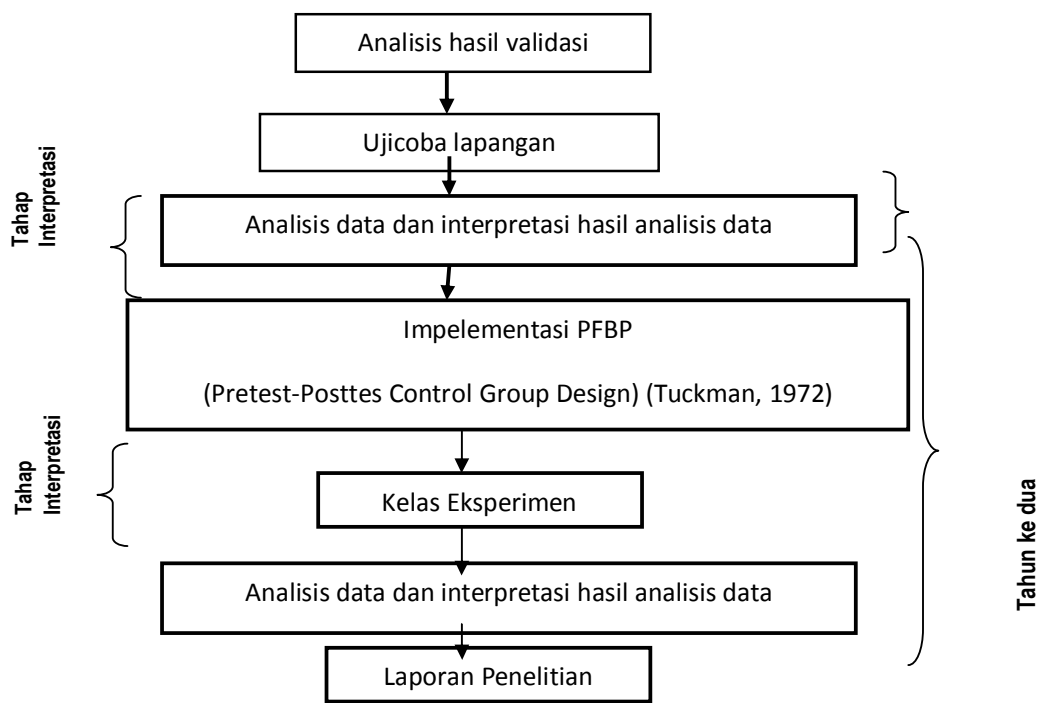 Analisis hasil validasi
Ujicoba lapangan
Tahap
Interpretasi
Analisis data dan interpretasi hasil analisis data
Impelementasi PFBP
(Pretest-Posttes Control Group Design) (Tuckman, 1972)
Tahap
Interpretasi
Kelas Eksperimen
Tahun ke dua
Analisis data dan interpretasi hasil analisis data
Laporan Penelitian